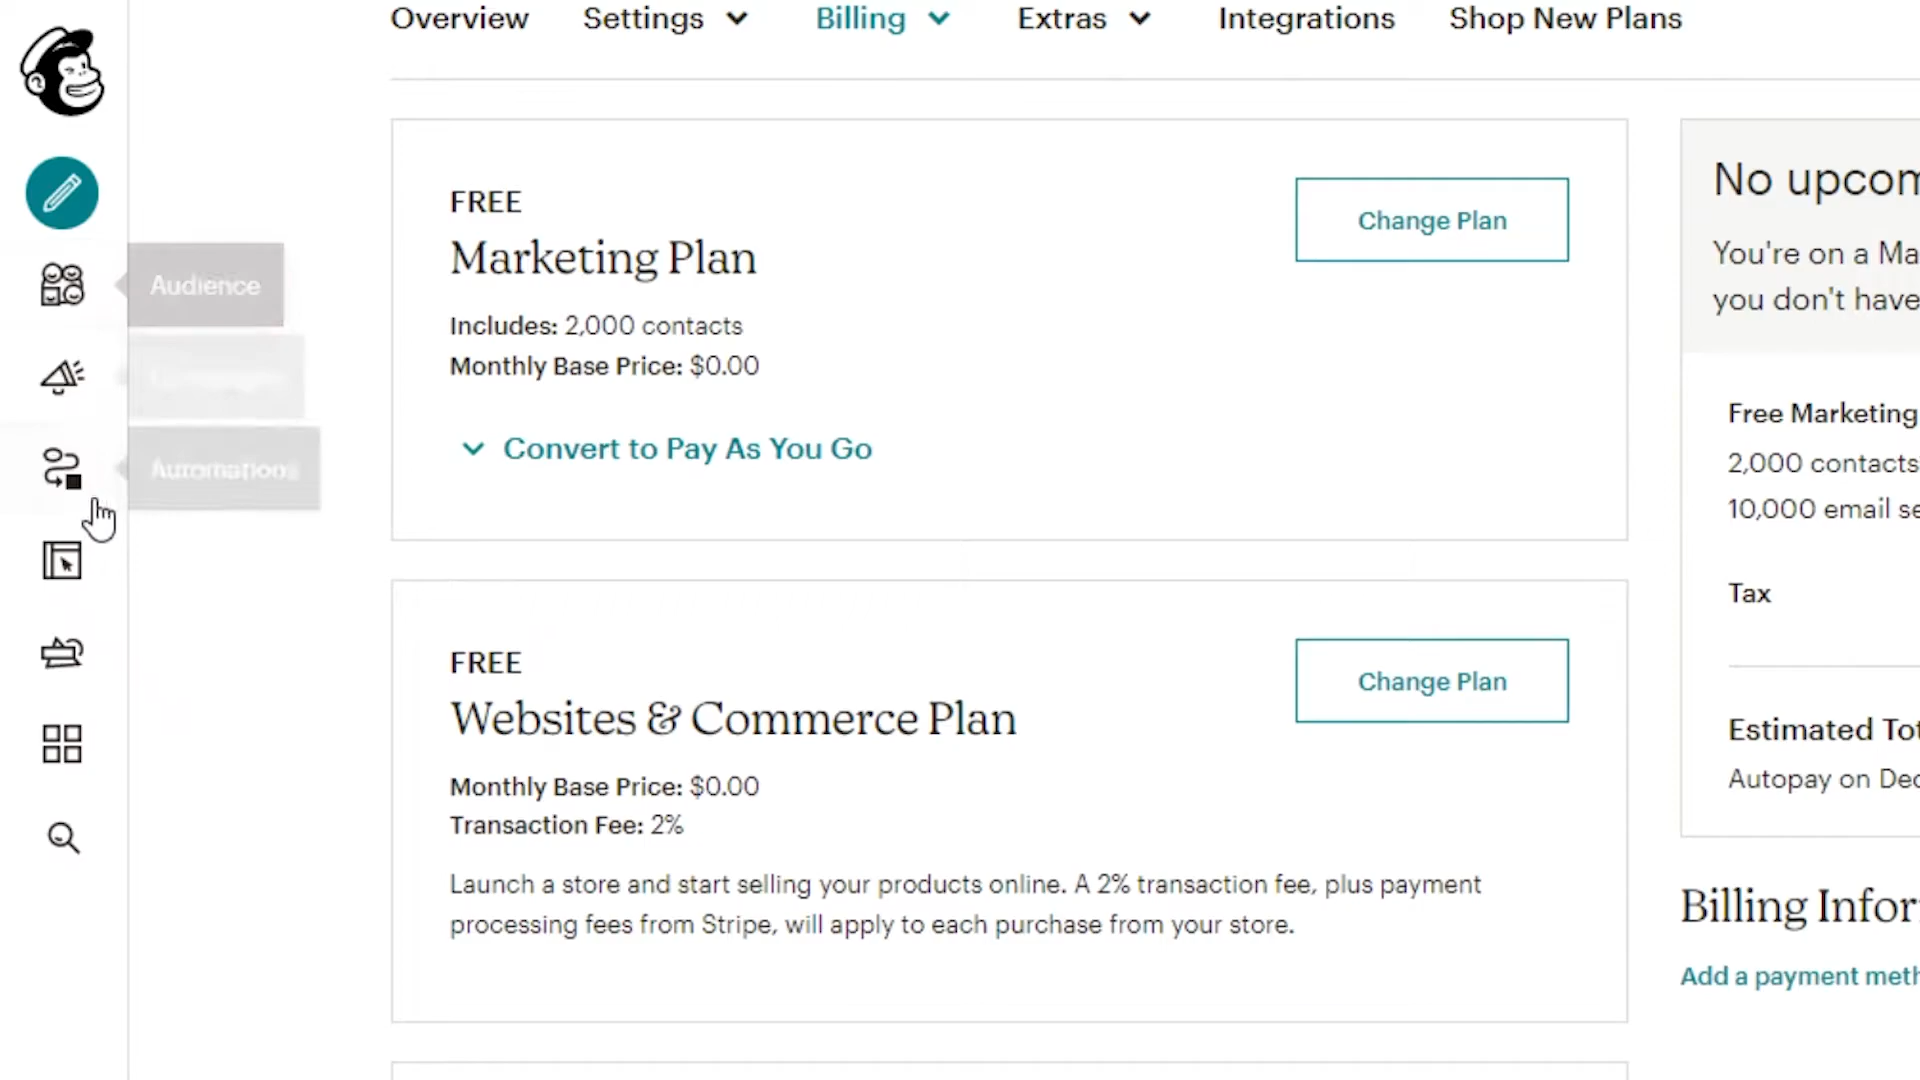 Overview Settings Billing Extras Integrations Shop New Plans
Audience
Automations
FREE
Marketing Plan
Includes: 2,000 contacts
Monthly Base Price: $0.00
Convert to Pay As You Go
Change Plan
FREE
Websites & Commerce Plan
Monthly Base Price: $0.00
Transaction Fee: 2%
Launch a store and start selling your products online. A 2% transaction fee, plus payment
processing fees from Stripe, will apply to each purchase from your store.
Change Plan
No upcom
You're on a Ma
you don't have
Free Marketing
2,000 contacts
10,000 email se
Tax
Estimated Tot
Autopay on Dec
Billing Infor
Add a payment meth